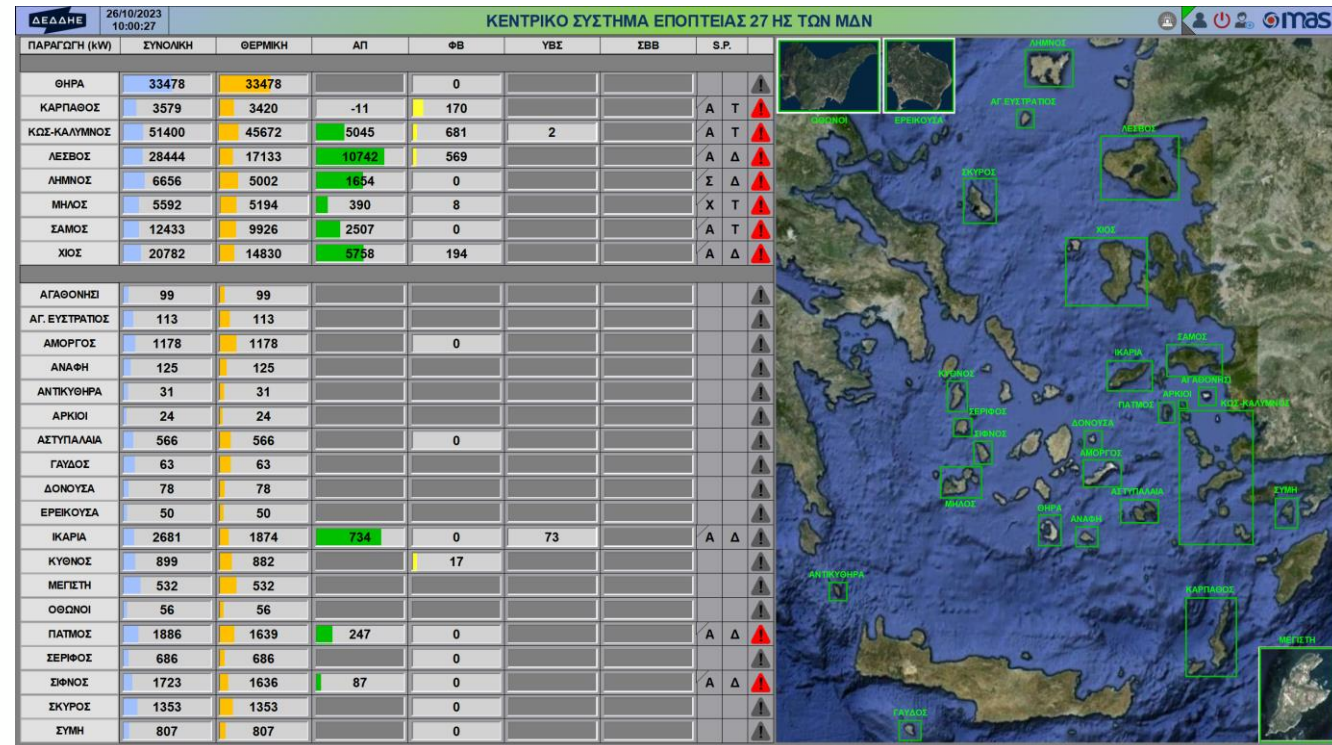 ΔΕΔΔΗΕ 26/10/2023 10:00:27 ΚΕΝΤΡΙΚΟ ΣΥΣΤΗΜΑ ΕΠΟΠΤΕΙΑΣ 27 ΗΣ ΤΩΝ ΜΔΝ mas
ΠΑΡΑΓΩΓΗ (kW) ΣΥΝΟΛΙΚΗ ΘΕΡΜΙΚΗ ΑΠ ΦΒ ΥΒΣ ΣΒΒ S.P.
ΘΗΡΑ 33478 33478 0
ΚΑΡΠΑΘΟΣ 3579 3420 -11 170 Α Τ
ΚΩΣ-ΚΑΛΥΜΝΟΣ 51400 45672 5045 681 2 Α Τ
ΛΕΣΒΟΣ 28444 17133 10742 569 Α Δ
ΛΗΜΝΟΣ 6656 5002 1654 0 Σ Δ
ΜΗΛΟΣ 5592 5194 390 8 Χ Τ
ΣΑΜΟΣ 12433 9926 2507 0 Α Τ
ΧΙΟΣ 20782 14830 5758 194 Α Δ
ΑΓΑΘΟΝΗΣΙ 99 99
ΑΓ. ΕΥΣΤΡΑΤΙΟΣ 113 113
ΑΜΟΡΓΟΣ 1178 1178 0
ΑΝΑΦΗ 125 125
ΑΝΤΙΚΥΘΗΡΑ 31 31
ΑΡΚΙΟΙ 24 24
ΑΣΤΥΠΑΛΑΙΑ 566 566 0
ΓΑΥΔΟΣ 63 63
ΔΟΝΟΥΣΑ 78 78
ΕΡΕΙΚΟΥΣΑ 50 50
ΙΚΑΡΙΑ 2681 1874 734 0 73 Α Δ
ΚΥΘΝΟΣ 899 882 17
ΜΕΓΙΣΤΗ 532 532
ΟΘΩΝΟΙ 56 56
ΠΑΤΜΟΣ 1886 1639 247 0 Α Δ
ΣΕΡΙΦΟΣ 686 686 0
ΣΙΦΝΟΣ 1723 1636 87 0 Α Δ
ΣΚΥΡΟΣ 1353 1353 0
ΣΥΜΗ 807 807 0
ΛΗΜΝΟΣ
ΑΓ.ΕΥΣΤΡΑΤΙΟΣ
ΟΘΩΝΟΙ ΕΡΕΙΚΟΥΣΑ
ΛΕΣΒΟΣ
ΣΚΥΡΟΣ
ΧΙΟΣ
ΣΑΜΟΣ
ΙΚΑΡΙΑ
ΚΥΘΝΟΣ
ΑΓΑΘΟΝΗΣΙ
ΑΡΚΙΟΙ
ΠΑΤΜΟΣ
ΚΩΣ-ΚΑΛΥΜΝΟΣ
ΣΕΡΙΦΟΣ
ΔΟΝΟΥΣΑ
ΣΙΦΝΟΣ
ΑΜΟΡΓΟΣ
ΑΣΤΥΠΑΛΑΙΑ
ΣΥΜΗ
ΜΗΛΟΣ
ΘΗΡΑ
ΑΝΑΦΗ
ΑΝΤΙΚΥΘΗΡΑ
ΚΑΡΠΑΘΟΣ
ΜΕΓΙΣΤΗ
ΓΑΥΔΟΣ